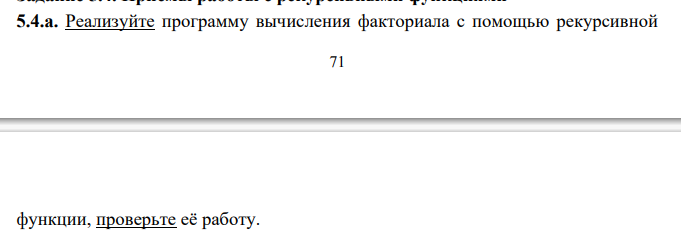 5.4.а. Реализуйте программу вычисления факториала с помощью рекурсивной
71
функции, проверьте её работу.